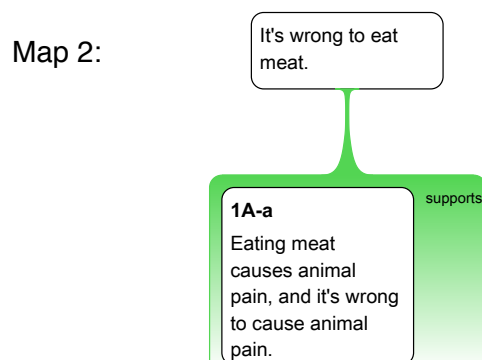 Map 2:
It's wrong to eat
meat.
supports
1A-a
Eating meat
causes animal
pain, and it's wrong
to cause animal
pain.